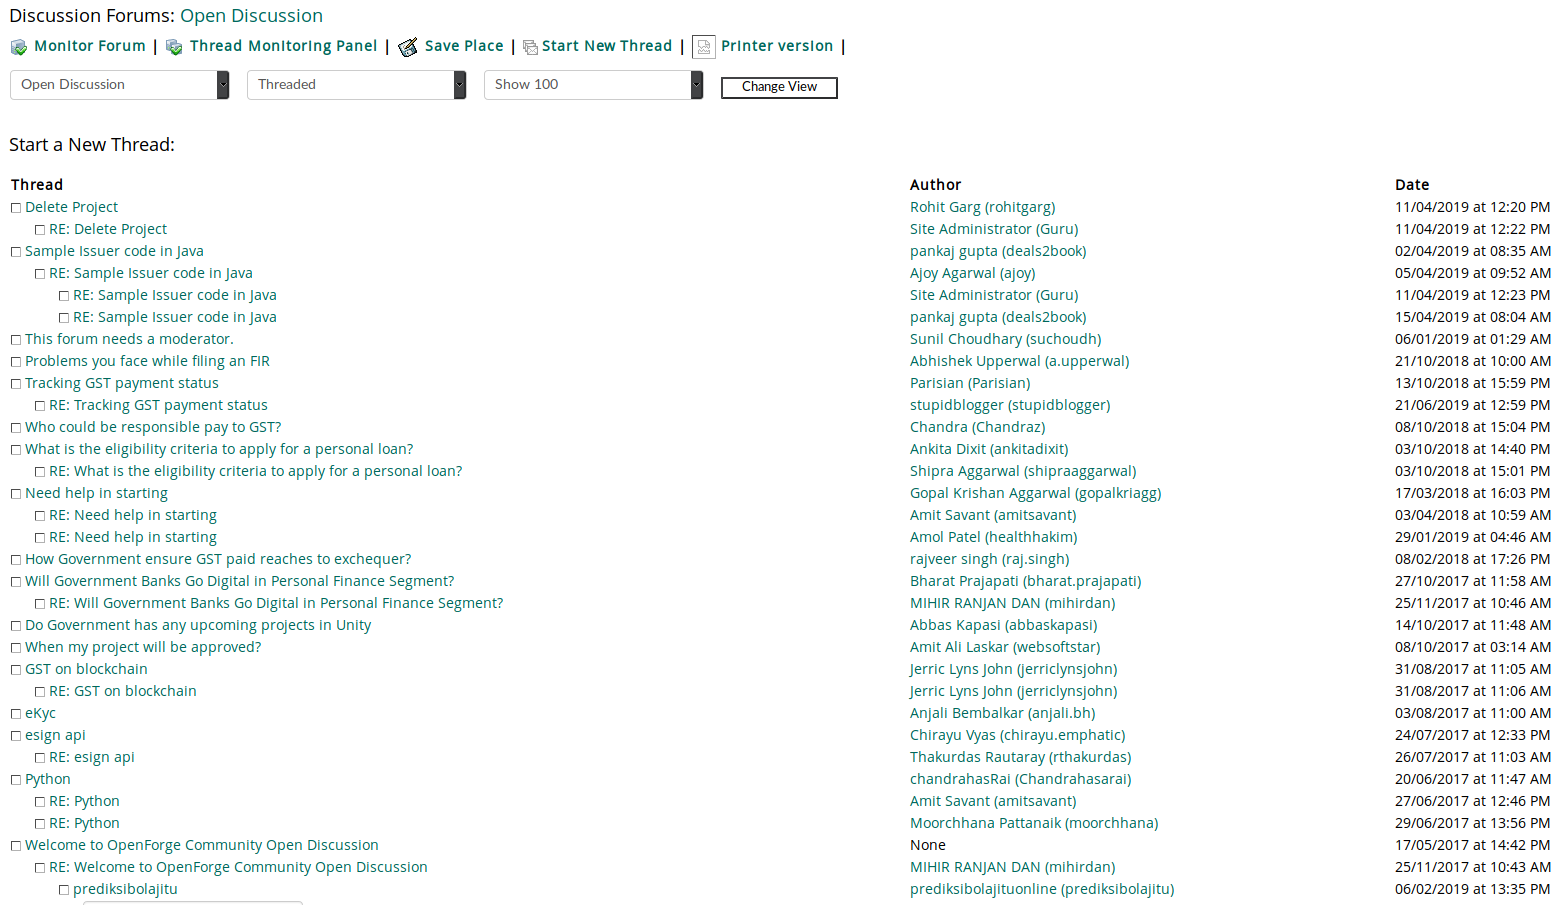 Discussion Forums: Open Discussion
Monitor Forum | Thread Monitoring Panel | Save Place | Start New Thread | Printer version |
Open Discussion Threaded Show 100 Change View
Start a New Thread:
Thread Author Date
Delete Project Rohit Garg (rohitgarg) 11/04/2019 at 12:20 PM
RE: Delete Project Site Administrator (Guru) 11/04/2019 at 12:22 PM
Sample Issuer code in Java pankaj gupta (deals2book) 02/04/2019 at 08:35 AM
RE: Sample Issuer code in Java Ajoy Agarwal (ajoy) 05/04/2019 at 09:52 AM
RE: Sample Issuer code in Java Site Administrator (Guru) 11/04/2019 at 12:23 PM
RE: Sample Issuer code in Java pankaj gupta (deals2book) 15/04/2019 at 08:04 AM
This forum needs a moderator. Sunil Choudhary (suchoudh) 06/01/2019 at 01:29 AM
Problems you face while filing an FIR Abhishek Upperwal (a.upperwal) 21/10/2018 at 10:00 AM
Tracking GST payment status Parisian (Parisian) 13/10/2018 at 15:59 PM
RE: Tracking GST payment status stupidblogger (stupidblogger) 21/06/2019 at 12:59 PM
Who could be responsible pay to GST? Chandra (Chandraz) 08/10/2018 at 15:04 PM
What is the eligibility criteria to apply for a personal loan? Ankita Dixit (ankitadixit) 03/10/2018 at 14:40 PM
RE: What is the eligibility criteria to apply for a personal loan? Shipra Aggarwal (shipraaggarwal) 03/10/2018 at 15:01 PM
Need help in starting Gopal Krishan Aggarwal (gopalkriagg) 17/03/2018 at 16:03 PM
RE: Need help in starting Amit Savant (amitsavant) 03/04/2018 at 10:59 AM
RE: Need help in starting Amol Patel (healthhakim) 29/01/2019 at 04:46 AM
How Government ensure GST paid reaches to exchequer? rajveer singh (raj.singh) 08/02/2018 at 17:26 PM
Will Government Banks Go Digital in Personal Finance Segment? Bharat Prajapati (bharat.prajapati) 27/10/2017 at 11:58 AM
RE: Will Government Banks Go Digital in Personal Finance Segment? MIHIR RANJAN DAN (mihirdan) 25/11/2017 at 10:46 AM
Do Government has any upcoming projects in Unity Abbas Kapasi (abbaskapasi) 14/10/2017 at 11:48 AM
When my project will be approved? Amit Ali Laskar (websoftstar) 08/10/2017 at 03:14 AM
GST on blockchain Jerric Lyns John (jerriclynsjohn) 31/08/2017 at 11:05 AM
RE: GST on blockchain Jerric Lyns John (jerriclynsjohn) 31/08/2017 at 11:06 AM
eKyc Anjali Bembalkar (anjali.bh) 03/08/2017 at 11:00 AM
esign api Chirayu Vyas (chirayu.emphatic) 24/07/2017 at 12:33 PM
RE: esign api Thakurdas Rautaray (rthakurdas) 26/07/2017 at 11:03 AM
Python chandrahasRai (Chandrahasarai) 20/06/2017 at 11:47 AM
RE: Python Amit Savant (amitsavant) 27/06/2017 at 12:46 PM
RE: Python Moorchhana Pattanaik (moorchhana) 29/06/2017 at 13:56 PM
Welcome to OpenForge Community Open Discussion None 17/05/2017 at 14:42 PM
RE: Welcome to OpenForge Community Open Discussion MIHIR RANJAN DAN (mihirdan) 25/11/2017 at 10:43 AM
prediksibolajitu prediksibolajituonline (prediksibolajitu) 06/02/2019 at 13:35 PM